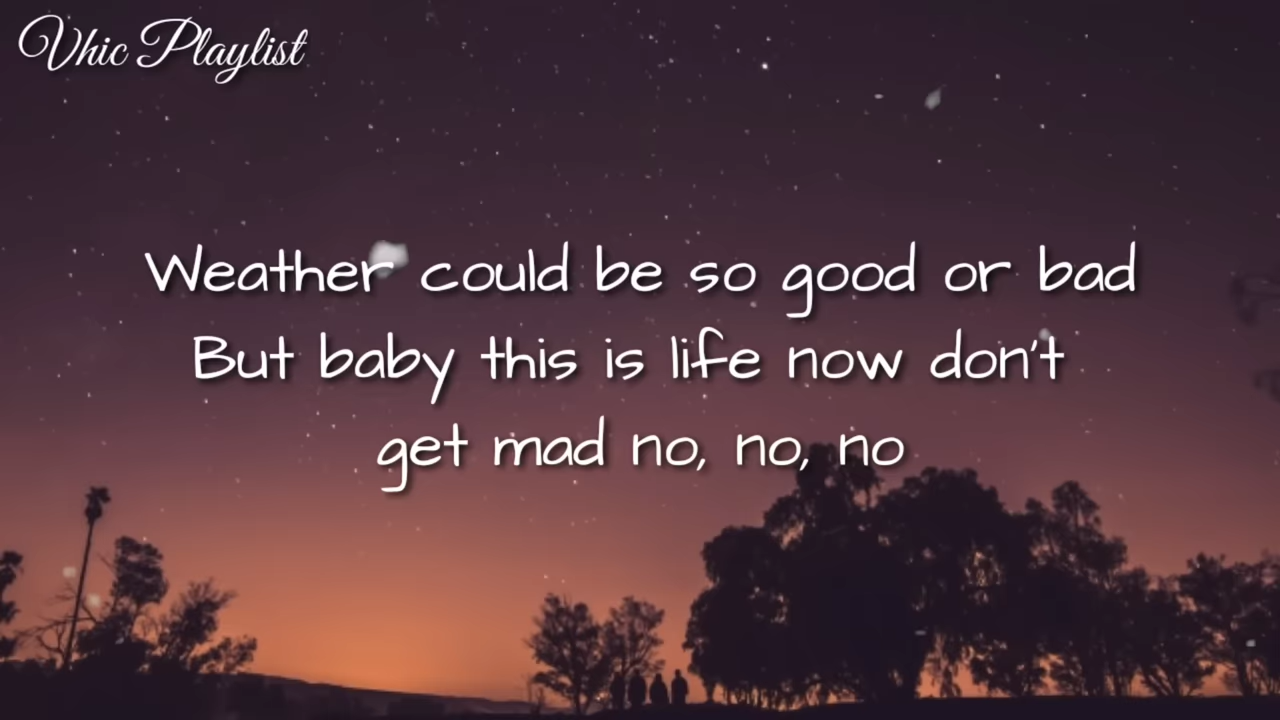 Vhic Playlist
Weather could be so good or bad
But baby this is life now don't
get mad no, no, no